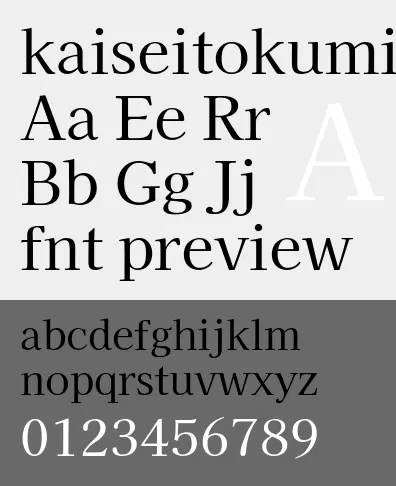 kaiseitokumi
Aa Ee Rr
A
Bb Gg Jj
fnt preview
abcdefghijklm
nopqrstuvwxyz
0123456789